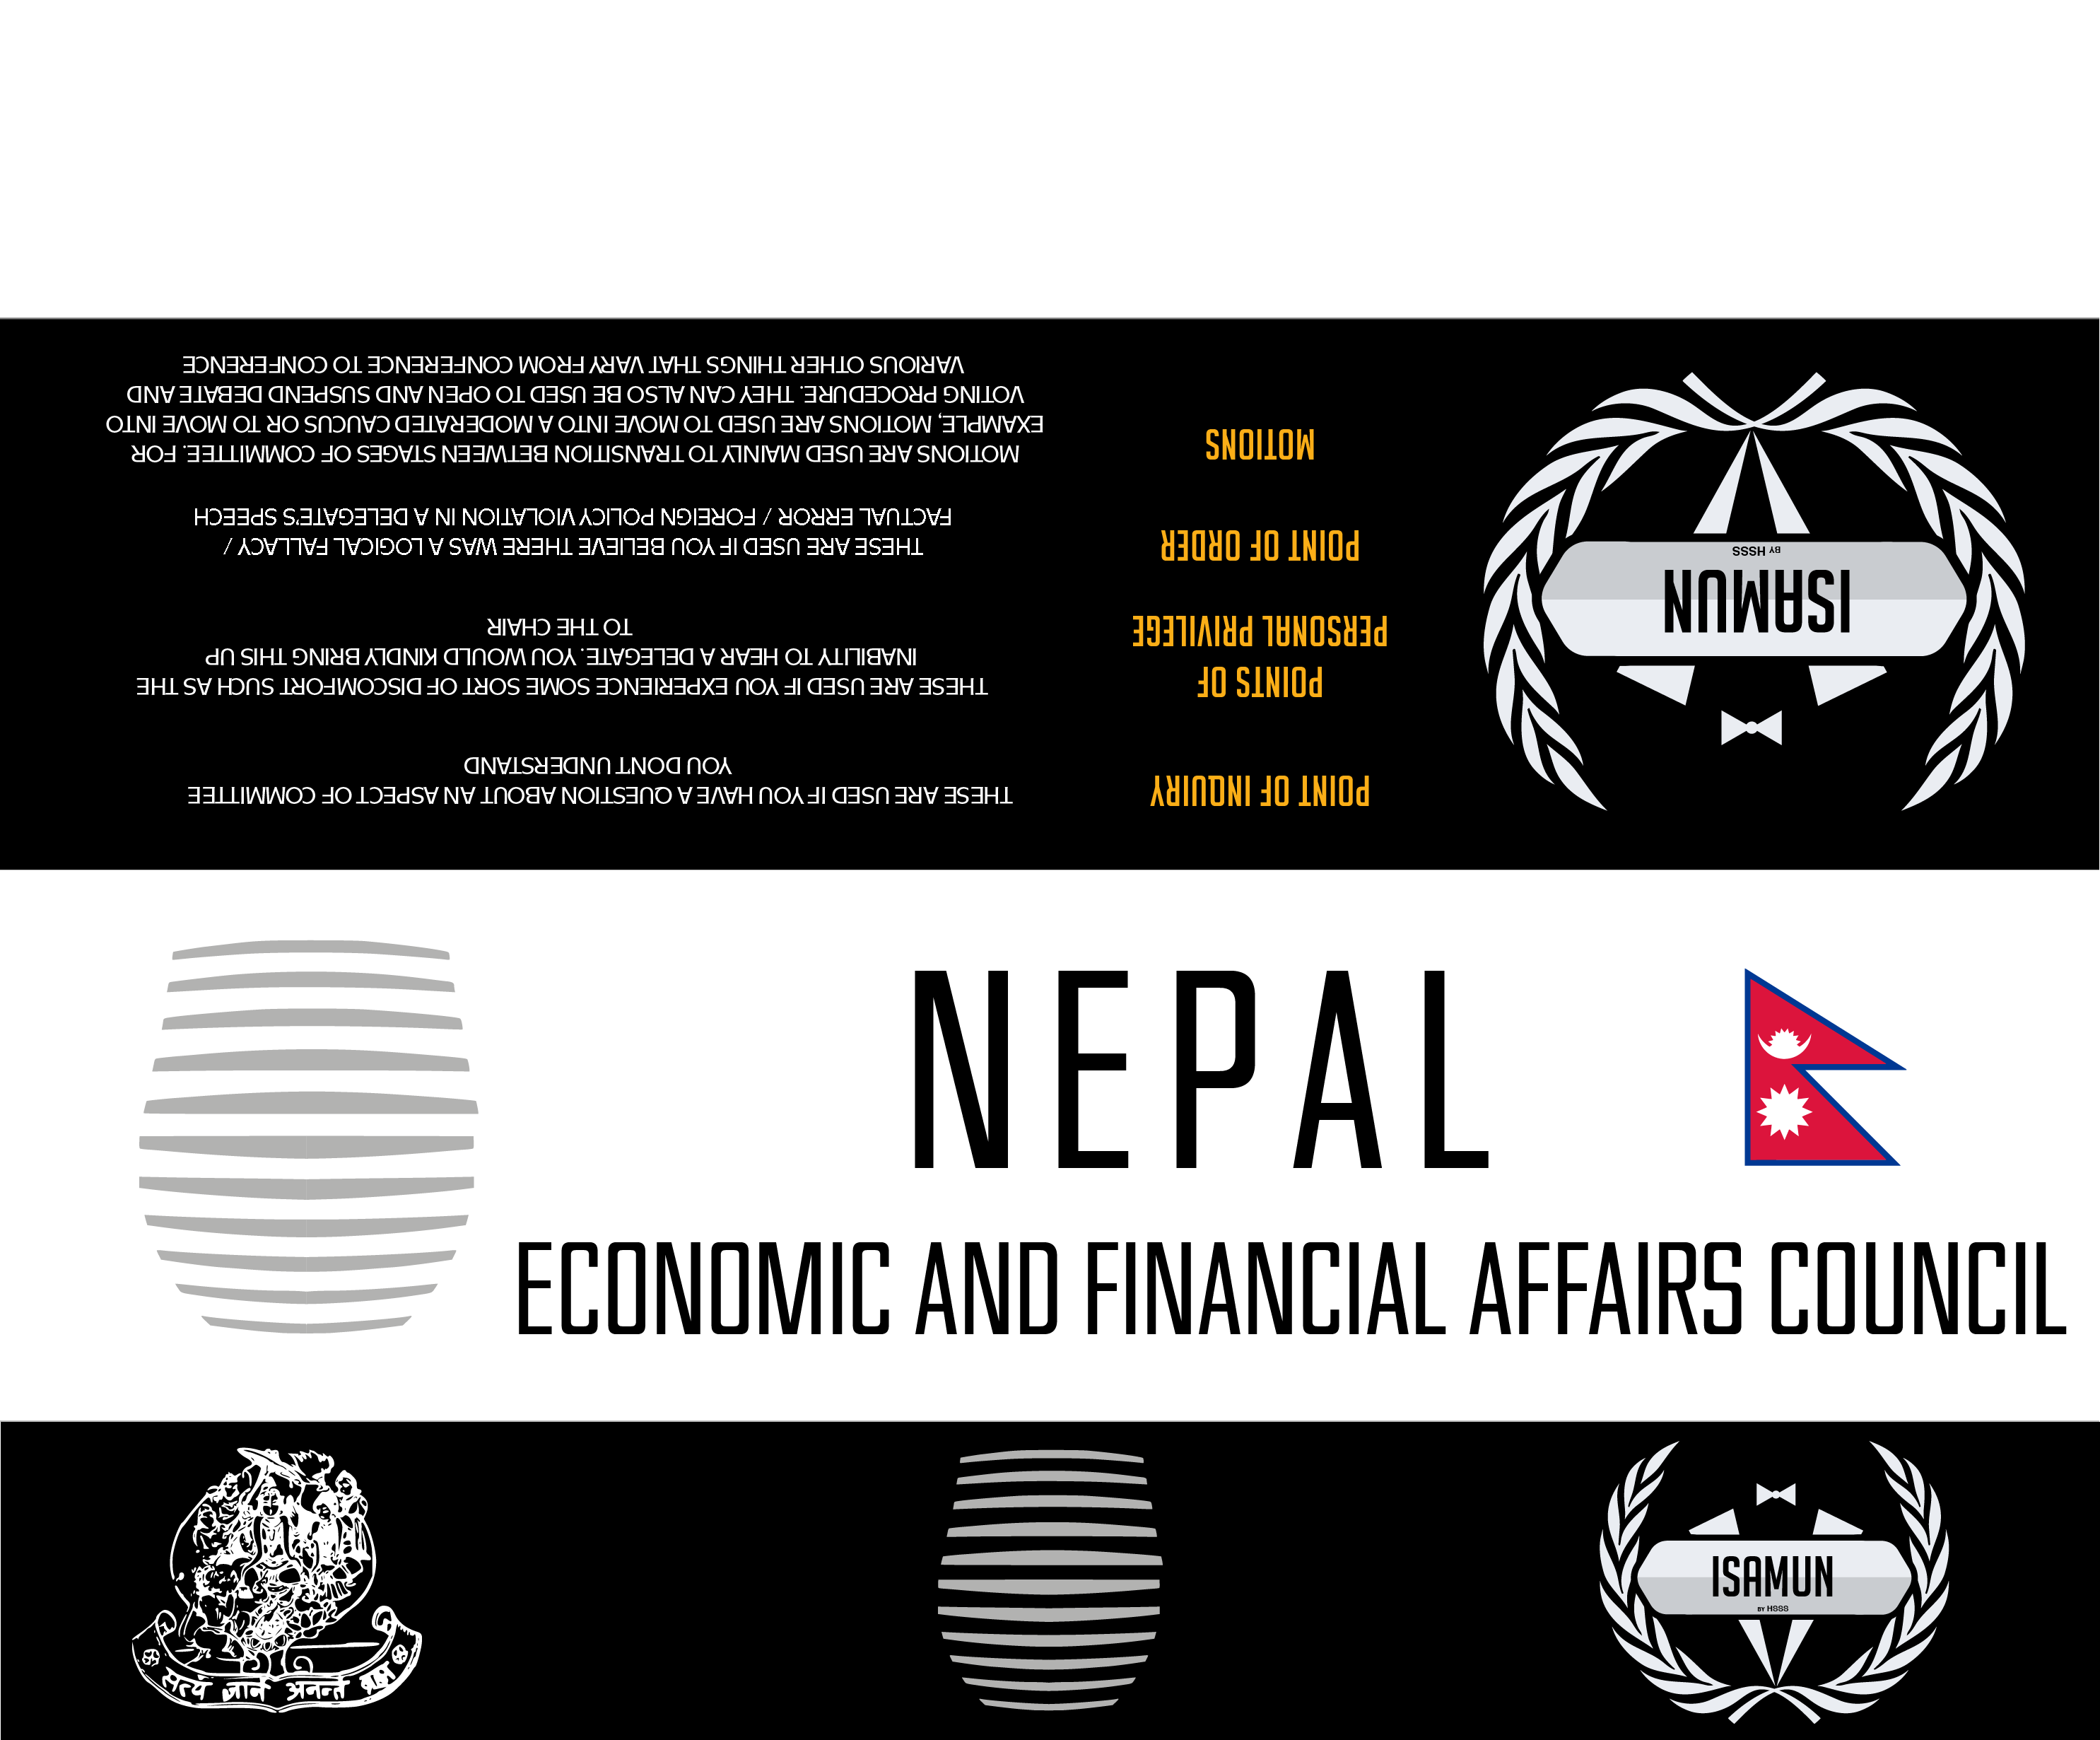 ISAMUN
BY HSSS
POINT OF INQUIRY
THESE ARE USED IF YOU HAVE A QUESTION ABOUT AN ASPECT OF COMMITTEE
YOU DON'T UNDERSTAND
POINTS OF
PERSONAL PRIVILEGE
THESE ARE USED IF YOU EXPERIENCE SOME SORT OF DISCOMFORT SUCH AS THE
INABILITY TO HEAR A DELEGATE. YOU WOULD KINDLY BRING THIS UP
TO THE CHAIR
POINT OF ORDER
THESE ARE USED IF YOU BELIEVE THERE WAS A LOGICAL FALLACY /
FACTUAL ERROR / FOREIGN POLICY VIOLATION IN A DELEGATE'S SPEECH
MOTIONS
MOTIONS ARE USED MAINLY TO TRANSITION BETWEEN STAGES OF COMMITTEE. FOR
EXAMPLE, MOTIONS ARE USED TO MOVE INTO A MODERATED CAUCUS OR TO MOVE INTO
VOTING PROCEDURE. THEY CAN ALSO BE USED TO OPEN AND SUSPEND DEBATE AND
VARIOUS OTHER THINGS THAT VARY FROM CONFERENCE TO CONFERENCE
NEPAL
ECONOMIC AND FINANCIAL AFFAIRS COUNCIL
सत्यं ज्ञानं अनन्तं ब्रह्म
ISAMUN
BY HSSS